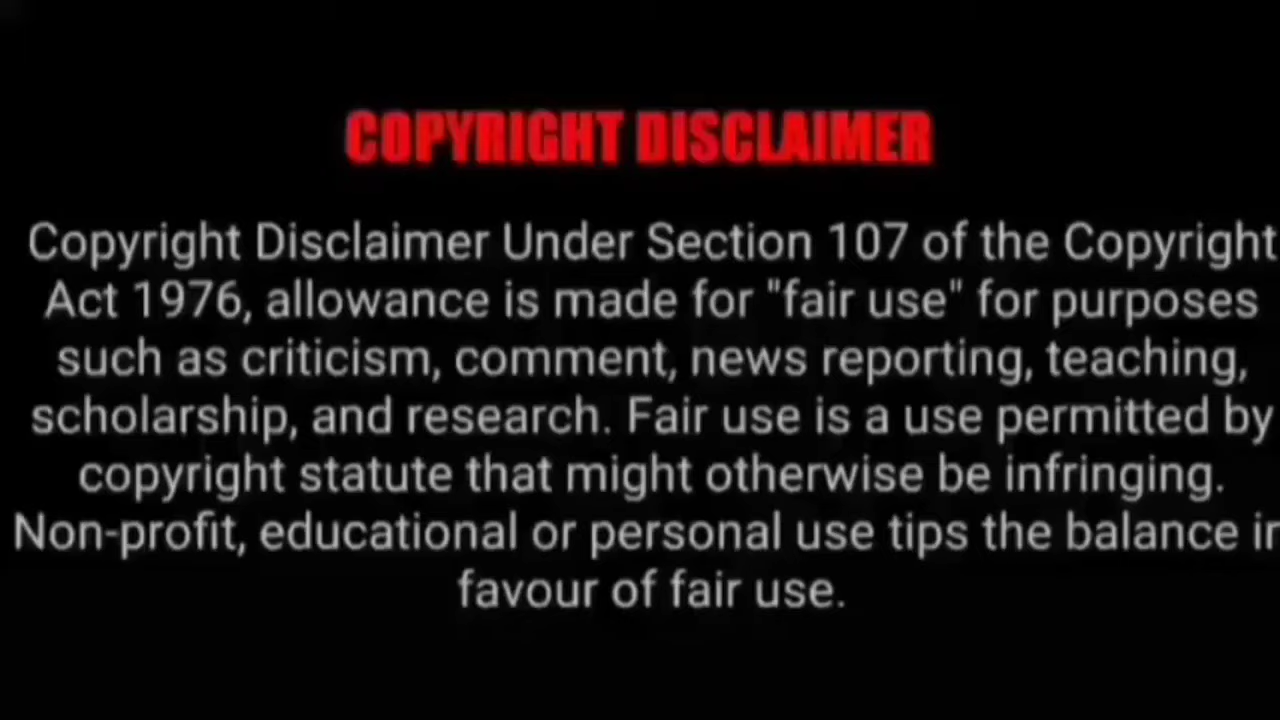 COPYRIGHT DISCLAIMER
Copyright Disclaimer Under Section 107 of the Copyright
Act 1976, allowance is made for "fair use" for purposes
such as criticism, comment, news reporting, teaching,
scholarship, and research. Fair use is a use permitted by
copyright statute that might otherwise be infringing.
Non-profit, educational or personal use tips the balance in
favour of fair use.